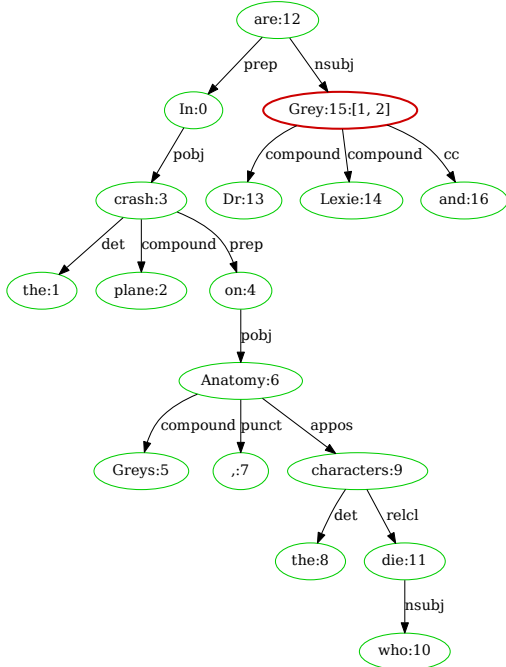 are:12
prep nsubj
In:0 Grey:15:[1, 2]
pobj compound compound cc
crash:3 Dr:13 Lexie:14 and:16
det compound prep
the:1 plane:2 on:4
pobj
Anatomy:6
compound punct appos
Greys:5 ,:7 characters:9
det relcl
the:8 die:11
nsubj
who:10